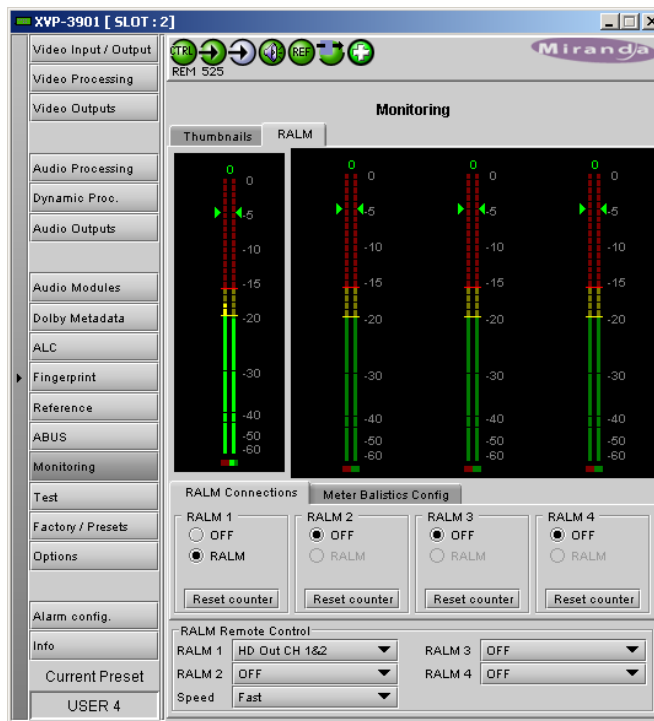 XVP-3901 [ SLOT : 2]
Video Input / Output
Video Processing
Video Outputs
Audio Processing
Dynamic Proc.
Audio Outputs
Audio Modules
Dolby Metadata
ALC
Fingerprint
Reference
ABUS
Monitoring
Test
Factory / Presets
Options
Alarm config.
Info
Current Preset
USER 4
CTRL
REF
REM 525
Miranda
Monitoring
Thumbnails
RALM
0
0
-5
-10
-15
-20
-30
-40
-50
-60
0
0
-5
-10
-15
-20
-30
-40
-50
-60
0
0
-5
-10
-15
-20
-30
-40
-50
-60
0
0
-5
-10
-15
-20
-30
-40
-50
-60
RALM Connections
Meter Balistics Config
RALM 1
OFF
RALM
Reset counter
RALM 2
OFF
RALM
Reset counter
RALM 3
OFF
RALM
Reset counter
RALM 4
OFF
RALM
Reset counter
RALM Remote Control
RALM 1 HD Out CH 1&2
RALM 3 OFF
RALM 2 OFF
RALM 4 OFF
Speed Fast